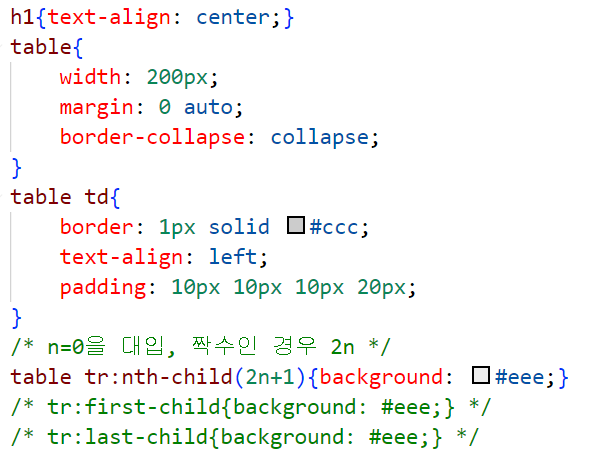 h1{text-align: center;}
table{
    width: 200px;
    margin: 0 auto;
    border-collapse: collapse;
}
table td{
    border: 1px solid #ccc;
    text-align: left;
    padding: 10px 10px 10px 20px;
}
/* n=0을 대입, 짝수인 경우 2n */
table tr:nth-child(2n+1){background: #eee;}
/* tr:first-child{background: #eee;} */
/* tr:last-child{background: #eee;} */